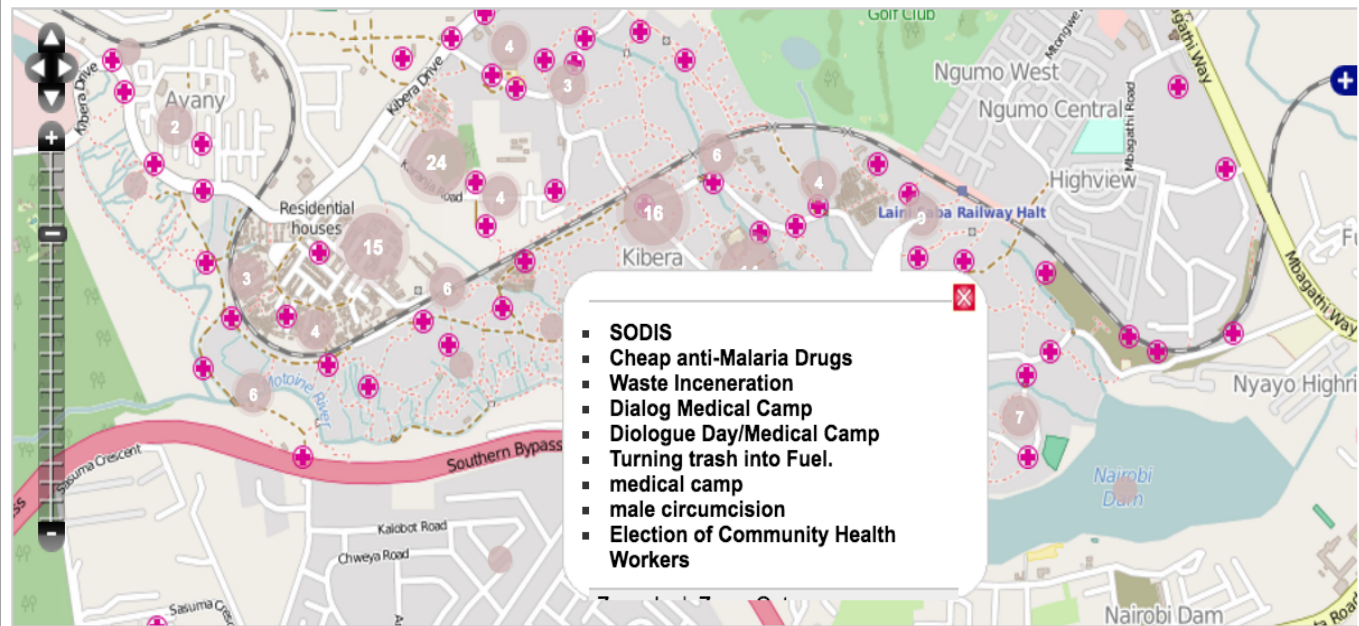 Golf Club
Mbagathi Way
Kibera Drive
Ayany
Kibera Drive
Ngumo West
Ngumo Central
Mbagathi Road
Highview
4
3
2
24
4
6
16
4
9
Residential
houses
15
3
6
4
6
7
Road
Railway Halt
Kibera
Mbagathi Way
SODIS
Cheap anti-Malaria Drugs
Waste Inceneration
Dialog Medical Camp
Diologue Day/Medical Camp
Turning trash into Fuel.
medical camp
male circumcision
Election of Community Health
Workers
Motoine River
Southern Bypass
Sasuma Crescent
Nyayo Highri
Nairobi
Dam
Kalobot Road
Chweya Road
Nairobi Dam